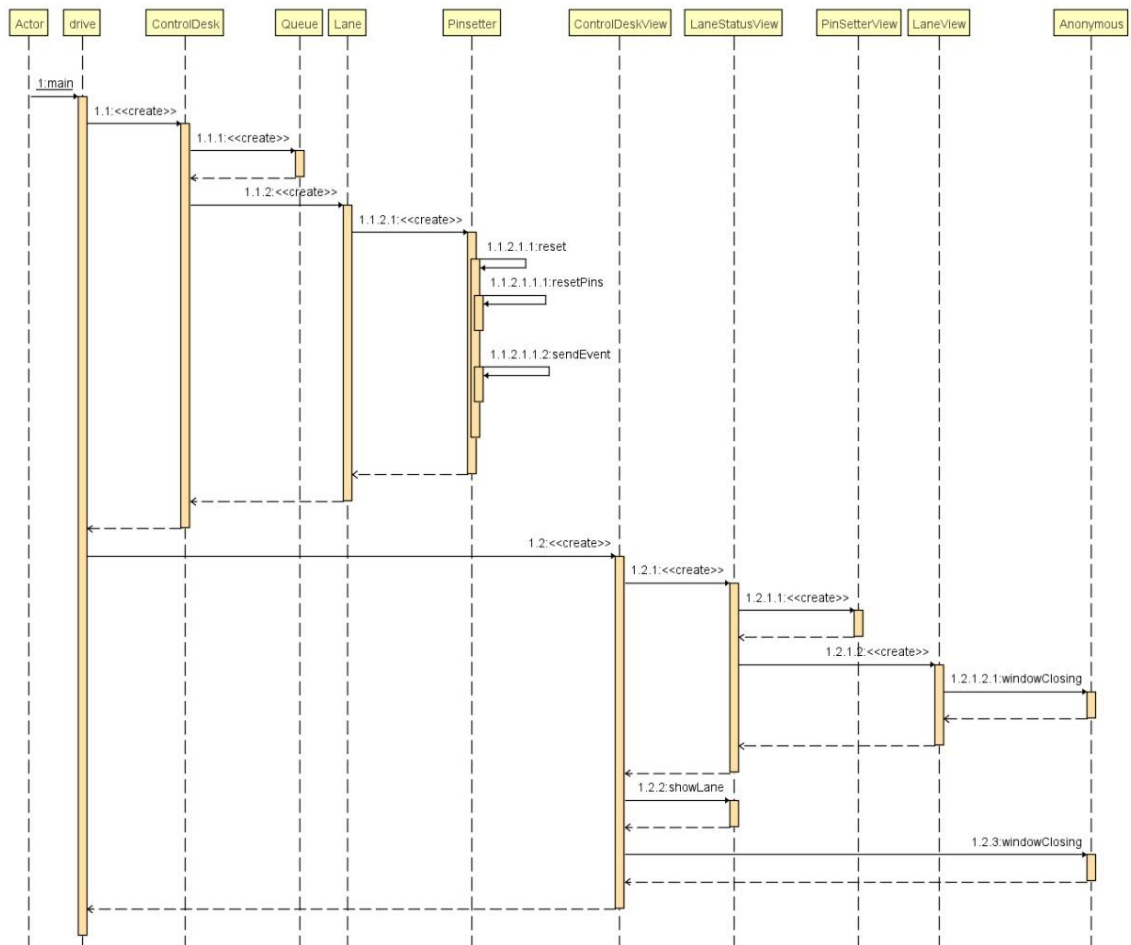 Actor
drive
ControlDesk
Queue
Lane
Pinsetter
ControlDeskView
LaneStatusView
PinSetterView
LaneView
Anonymous
1:main
1.1:<<create>>
1.1.1:<<create>>
1.1.2:<<create>>
1.1.2.1:<<create>>
1.1.2.1.1:reset
1.1.2.1.1.1:resetPins
1.1.2.1.1.2:sendEvent
1.2:<<create>>
1.2.1:<<create>>
1.2.1.1:<<create>>
1.2.1.2:<<create>>
1.2.1.2.1:windowClosing
1.2.2:showLane
1.2.3:windowClosing